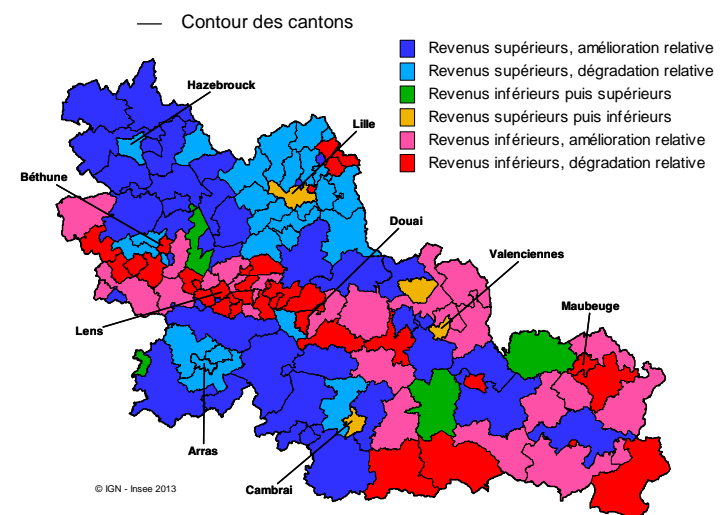 Contour des cantons
Revenus supérieurs, amélioration relative
Revenus supérieurs, dégradation relative
Revenus inférieurs puis supérieurs
Revenus supérieurs puis inférieurs
Revenus inférieurs, amélioration relative
Revenus inférieurs, dégradation relative
Hazebrouck
Lille
Béthune
Douai
Valenciennes
Maubeuge
Lens
Arras
Cambrai
© IGN - Insee 2013